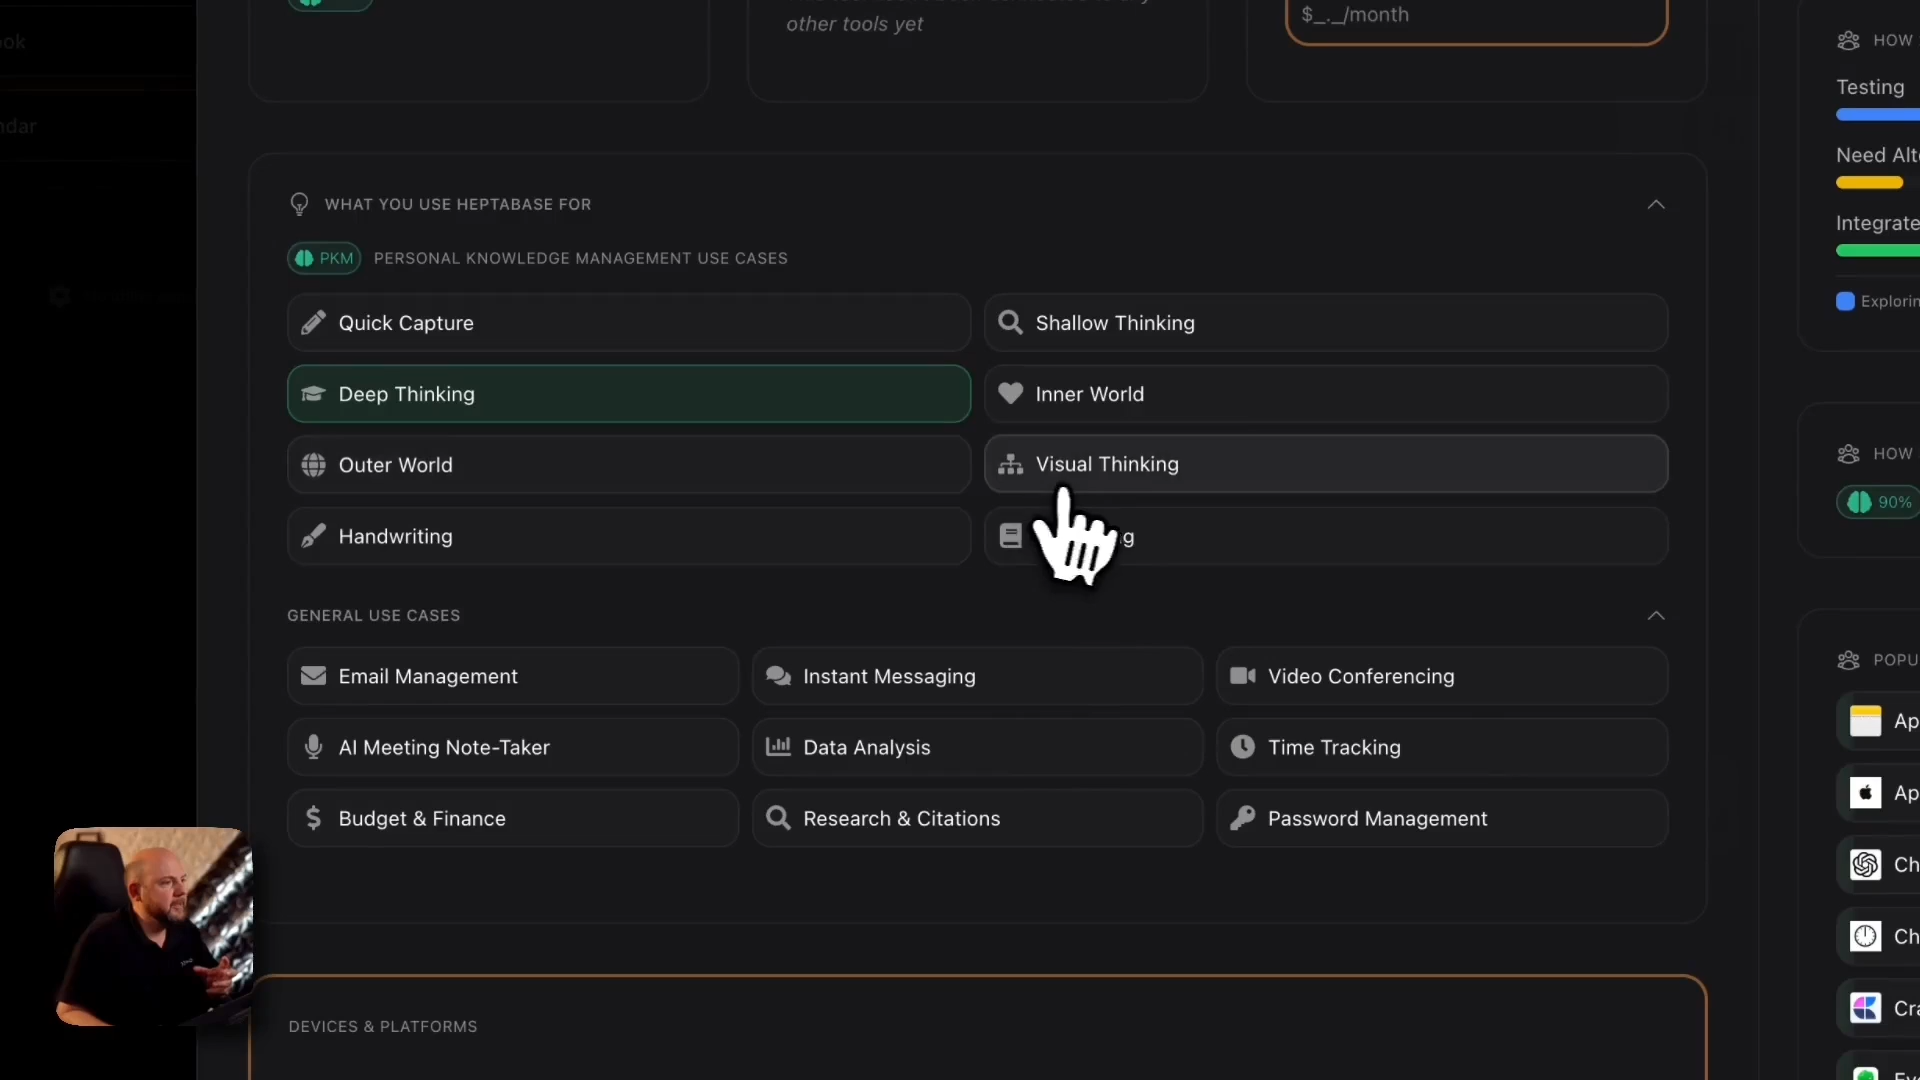 other tools yet
$_._/month
WHAT YOU USE HEPTABASE FOR
PKM PERSONAL KNOWLEDGE MANAGEMENT USE CASES
Quick Capture
Shallow Thinking
Deep Thinking
Inner World
Outer World
Visual Thinking
Handwriting
GENERAL USE CASES
Email Management
Instant Messaging
Video Conferencing
AI Meeting Note-Taker
Data Analysis
Time Tracking
Budget & Finance
Research & Citations
Password Management
DEVICES & PLATFORMS
HOW
Testing
Need Alte
Integrate
Explorin
HOW
90%
POPU
Ap
Ap
Ch
Ch
Cra